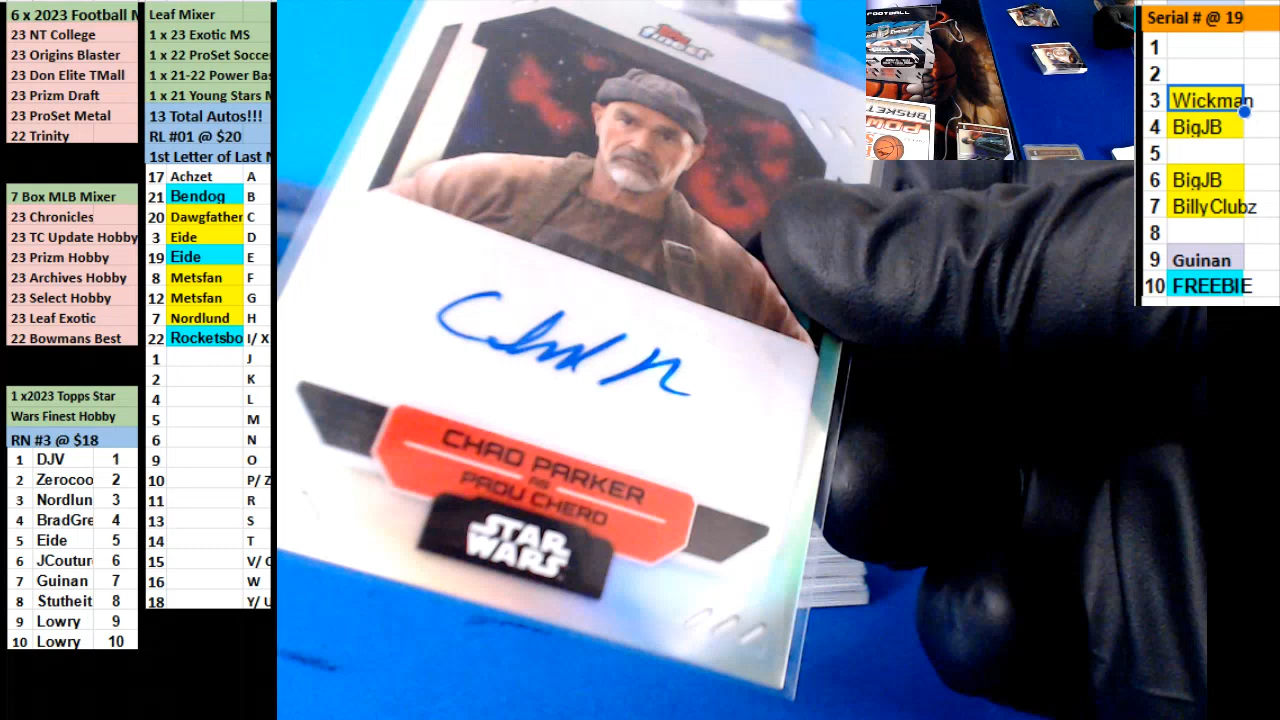 6 x 2023 Football M
23 NT College
23 Origins Blaster
23 Don Elite TMall
23 Prizm Draft
23 ProSet Metal
22 Trinity
7 Box MLB Mixer
23 Chronicles
23 TC Update Hobby
23 Prizm Hobby
23 Archives Hobby
23 Select Hobby
23 Leaf Exotic
22 Bowmans Best
1 x2023 Topps Star
Wars Finest Hobby
RN #3 @ $18
1 DJV 1
2 Zerocoo 2
3 Nordlun 3
4 BradGre 4
5 Eide 5
6 JCoutur 6
7 Guinan 7
8 Stutheit 8
9 Lowry 9
10 Lowry 10
Leaf Mixer
1 x 23 Exotic MS
1 x 22 ProSet Socce
1 x 21-22 Power Bas
1 x 21 Young Stars M
13 Total Autos!!!
RL #01 @ $20
1st Letter of Last N
17 Achzet A
21 Bendog B
20 Dawgfather C
3 Eide D
19 Eide E
8 Metsfan F
12 Metsfan G
7 Nordlund H
22 Rocketsbo I/ X
1 J
2 K
4 L
5 M
6 N
9 O
10 P/ Z
11 R
13 S
14 T
15 V/
16 W
18 Y/ U
Topps
Finest
CHAD PARKER
AS
PADU CHERO
STAR
WARS
FOOTBALL
BASKET
POW
Serial # @ 19
1
2
3 Wickman
4 BigJB
5
6 BigJB
7 BillyClubz
8
9 Guinan
10 FREEBIE